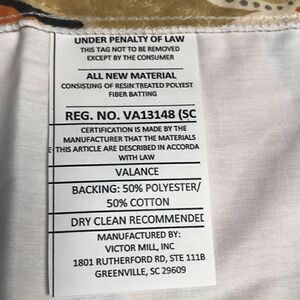 UNDER PENALTY OF LAW
THIS TAG NOT TO BE REMOVED
EXCEPT BY THE CONSUMER
ALL NEW MATERIAL
CONSISTING OF RESIN TREATED POLYEST
FIBER BATTING
REG. NO. VA13148 (SC
CERTIFICATION IS MADE BY THE
MANUFACTURER THAT THE MATERIALS
E THIS ARTICLE ARE DESCRIBED IN ACCORDA
WITH LAW
VALANCE
BACKING: 50% POLYESTER/
50% COTTON
DRY CLEAN RECOMMENDED
MANUFACTURED BY:
VICTOR MILL, INC
1801 RUTHERFORD RD, STE 111B
GREENVILLE, SC 29609